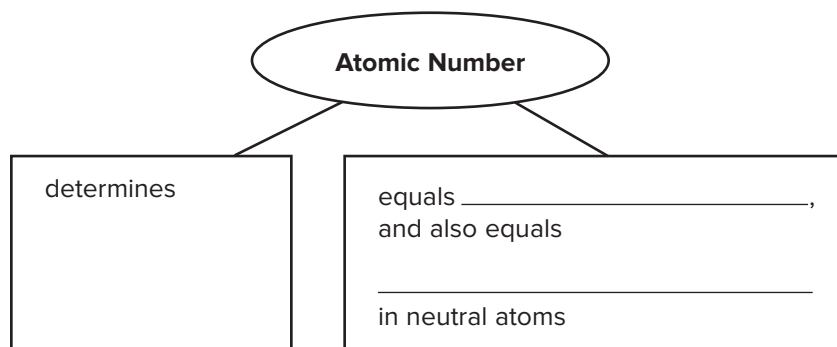 Atomic Number
determines
equals ,
and also equals
in neutral atoms